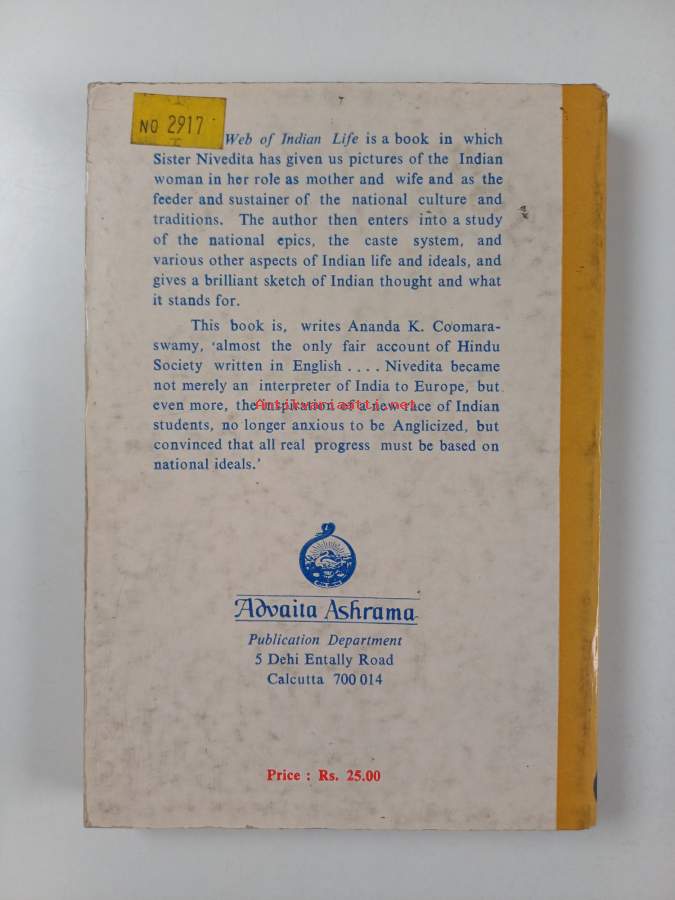 NO 2917
Web of Indian Life is a book in which
Sister Nivedita has given us pictures of the Indian
woman in her role as mother and wife and as the
feeder and sustainer of the national culture and
traditions. The author then enters into a study
of the national epics, the caste system, and
various other aspects of Indian life and ideals, and
gives a brilliant sketch of Indian thought and what
it stands for.
This book is, writes Ananda K. Coomara-
swamy, ‘almost the only fair account of Hindu
Society written in English . . . . Nivedita became
not merely an interpreter of India to Europe, but
even more, the inspiration of a new race of Indian
Antikvariaatti.net
students, no longer anxious to be Anglicized, but
convinced that all real progress must be based on
national ideals.’
Advaita Ashrama
Publication Department
5 Dehi Entally Road
Calcutta 700 014
Price : Rs. 25.00